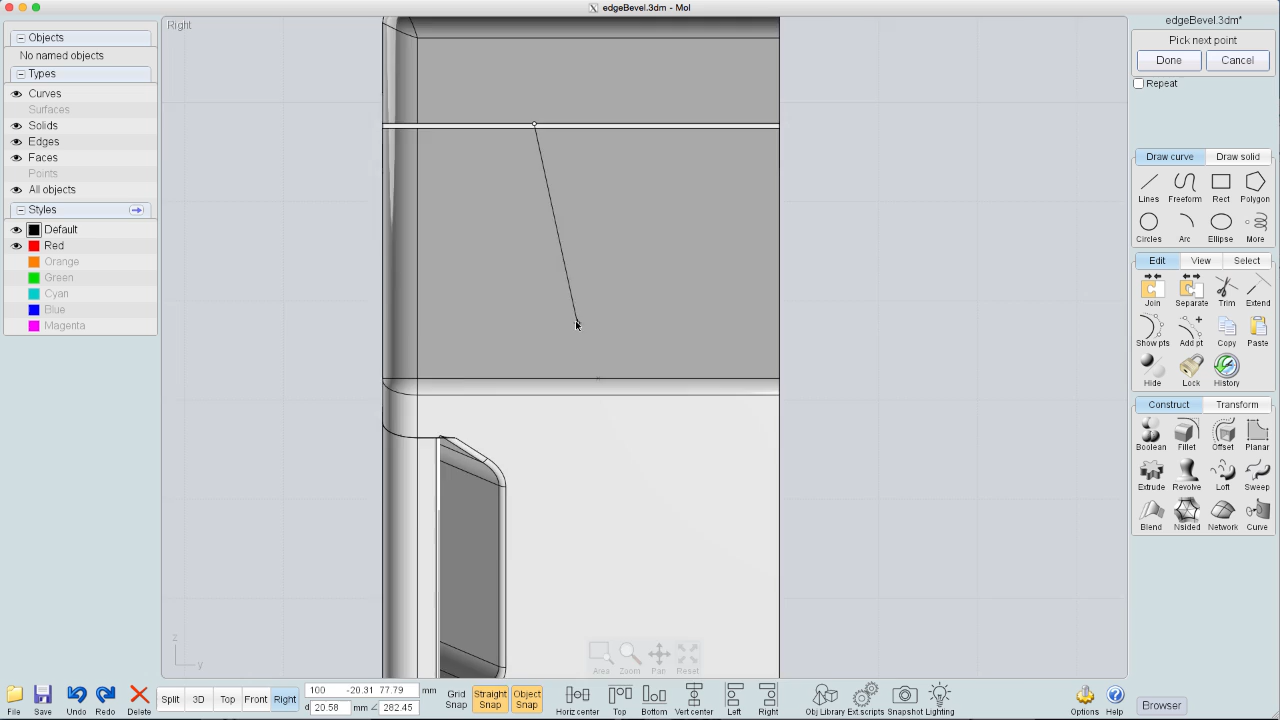 edgeBevel.3dm - MoI
Objects
No named objects
Types
Curves
Surfaces
Solids
Edges
Faces
Points
All objects
Styles
Default
Red
Orange
Green
Cyan
Blue
Magenta
Right
z
y
Area Zoom Pan Reset
edgeBevel.3dm*
Pick next point
Done Cancel
Repeat
Draw curve Draw solid
Lines Freeform Rect Polygon
Circles Arc Ellipse More
Edit View Select
Join Separate Trim Extend
Show pts Add pt Copy Paste
Hide Lock History
Construct Transform
Boolean Fillet Offset Planar
Extrude Revolve Loft Sweep
Blend Nsided Network Curve
File Save Undo Redo Delete
Split 3D Top Front Right
100 -20.31 77.79 mm
d 20.58 mm ∠ 282.45
Grid Snap
Straight Snap
Object Snap
Horiz center Top Bottom Vert center Left Right
Obj Library Ext.scripts Snapshot Lighting
Options Help
Browser